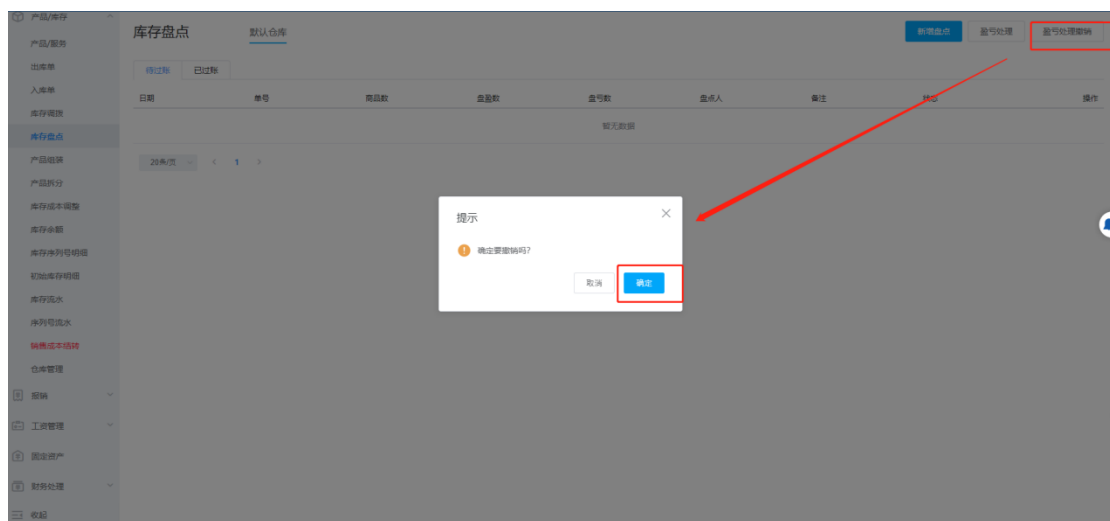 产品/库存
产品/服务
出库单
入库单
库存调拨
库存盘点
产品组装
产品拆分
库存成本调整
库存余额
库存序列号明细
初始库存明细
库存流水
序列号流水
销售成本结转
仓库管理
报销
工资管理
固定资产
财务处理
收起
库存盘点 默认仓库
新增盘点 盈亏处理 盈亏处理撤销
待过账 已过账
日期 单号 商品数 盘盈数 盘亏数 盘点人 备注 状态 操作
暂无数据
20条/页 < 1 >
提示
确定要撤销吗?
取消 确定